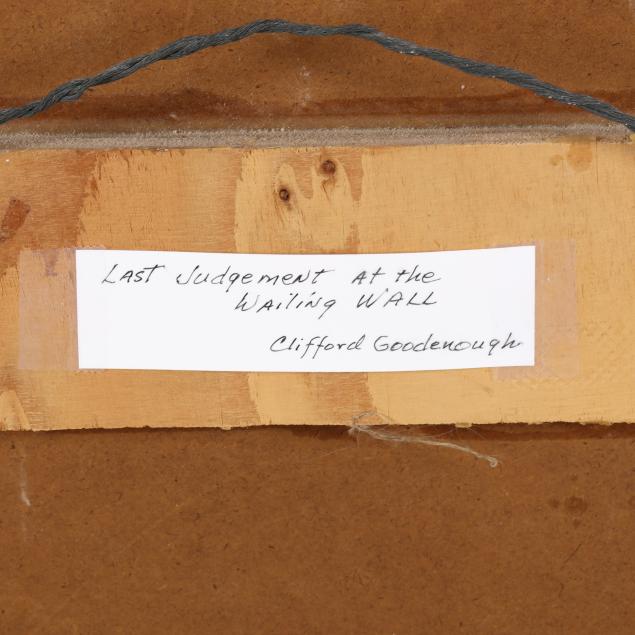 Last Judgement at the
Wailing Wall
Clifford Goodenough